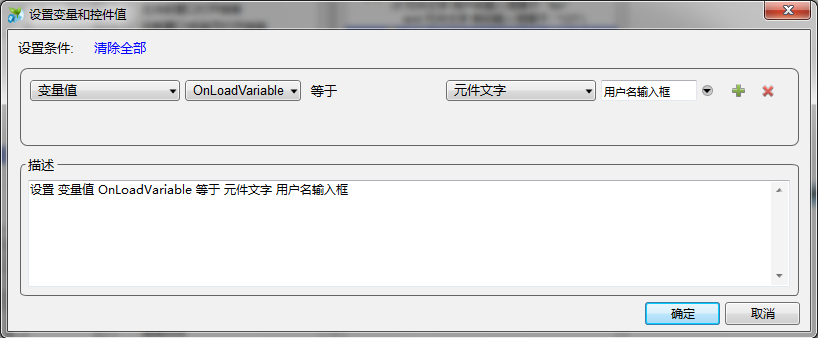 设置变量和控件值
设置条件: 清除全部
变量值 OnLoadVariable 等于 元件文字 用户名输入框
描述
设置 变量值 OnLoadVariable 等于 元件文字 用户名输入框
确定 取消